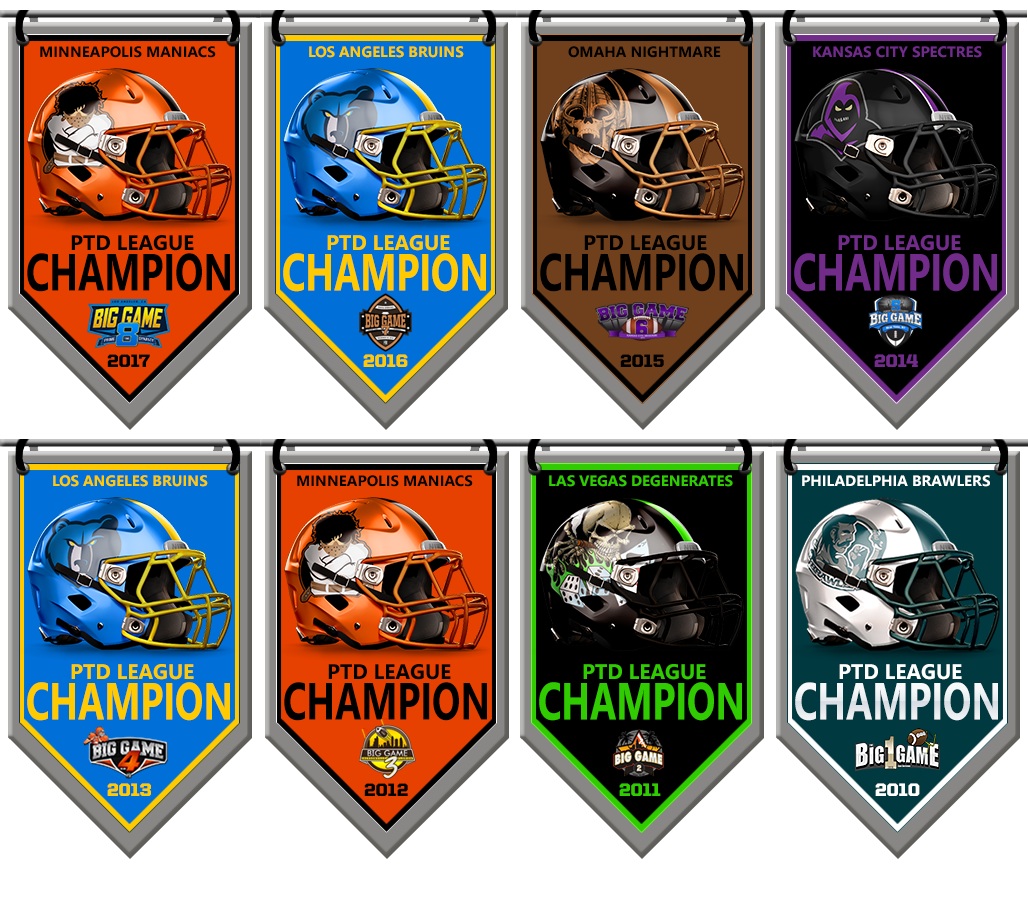 MINNEAPOLIS MANIACS
PTD LEAGUE
CHAMPION
BIG GAME
8
2017
LOS ANGELES BRUINS
PTD LEAGUE
CHAMPION
BIG GAME
2016
OMAHA NIGHTMARE
PTD LEAGUE
CHAMPION
BIG GAME
6
2015
KANSAS CITY SPECTRES
PTD LEAGUE
CHAMPION
BIG GAME
2014
LOS ANGELES BRUINS
PTD LEAGUE
CHAMPION
BIG GAME
4
2013
MINNEAPOLIS MANIACS
PTD LEAGUE
CHAMPION
BIG GAME
3
2012
LAS VEGAS DEGENERATES
PTD LEAGUE
CHAMPION
BIG GAME
2
2011
PHILADELPHIA BRAWLERS
PTD LEAGUE
CHAMPION
BIG 1 GAME
2010